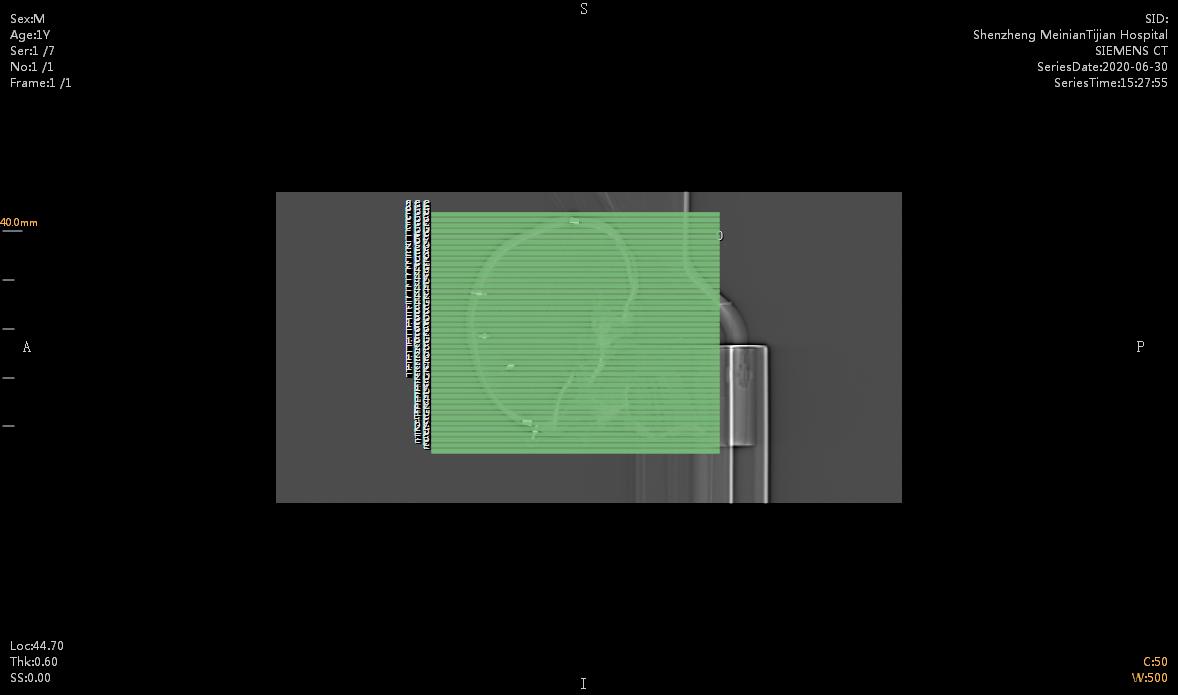 Sex:M
Age:1Y
Ser:1 /7
No:1 /1
Frame:1 /1
S
SID:
Shenzheng MeinianTijian Hospital
SIEMENS CT
SeriesDate:2020-06-30
SeriesTime:15:27:55
40.0mm
A
P
Loc:44.70
Thk:0.60
SS:0.00
I
C:50
W:500